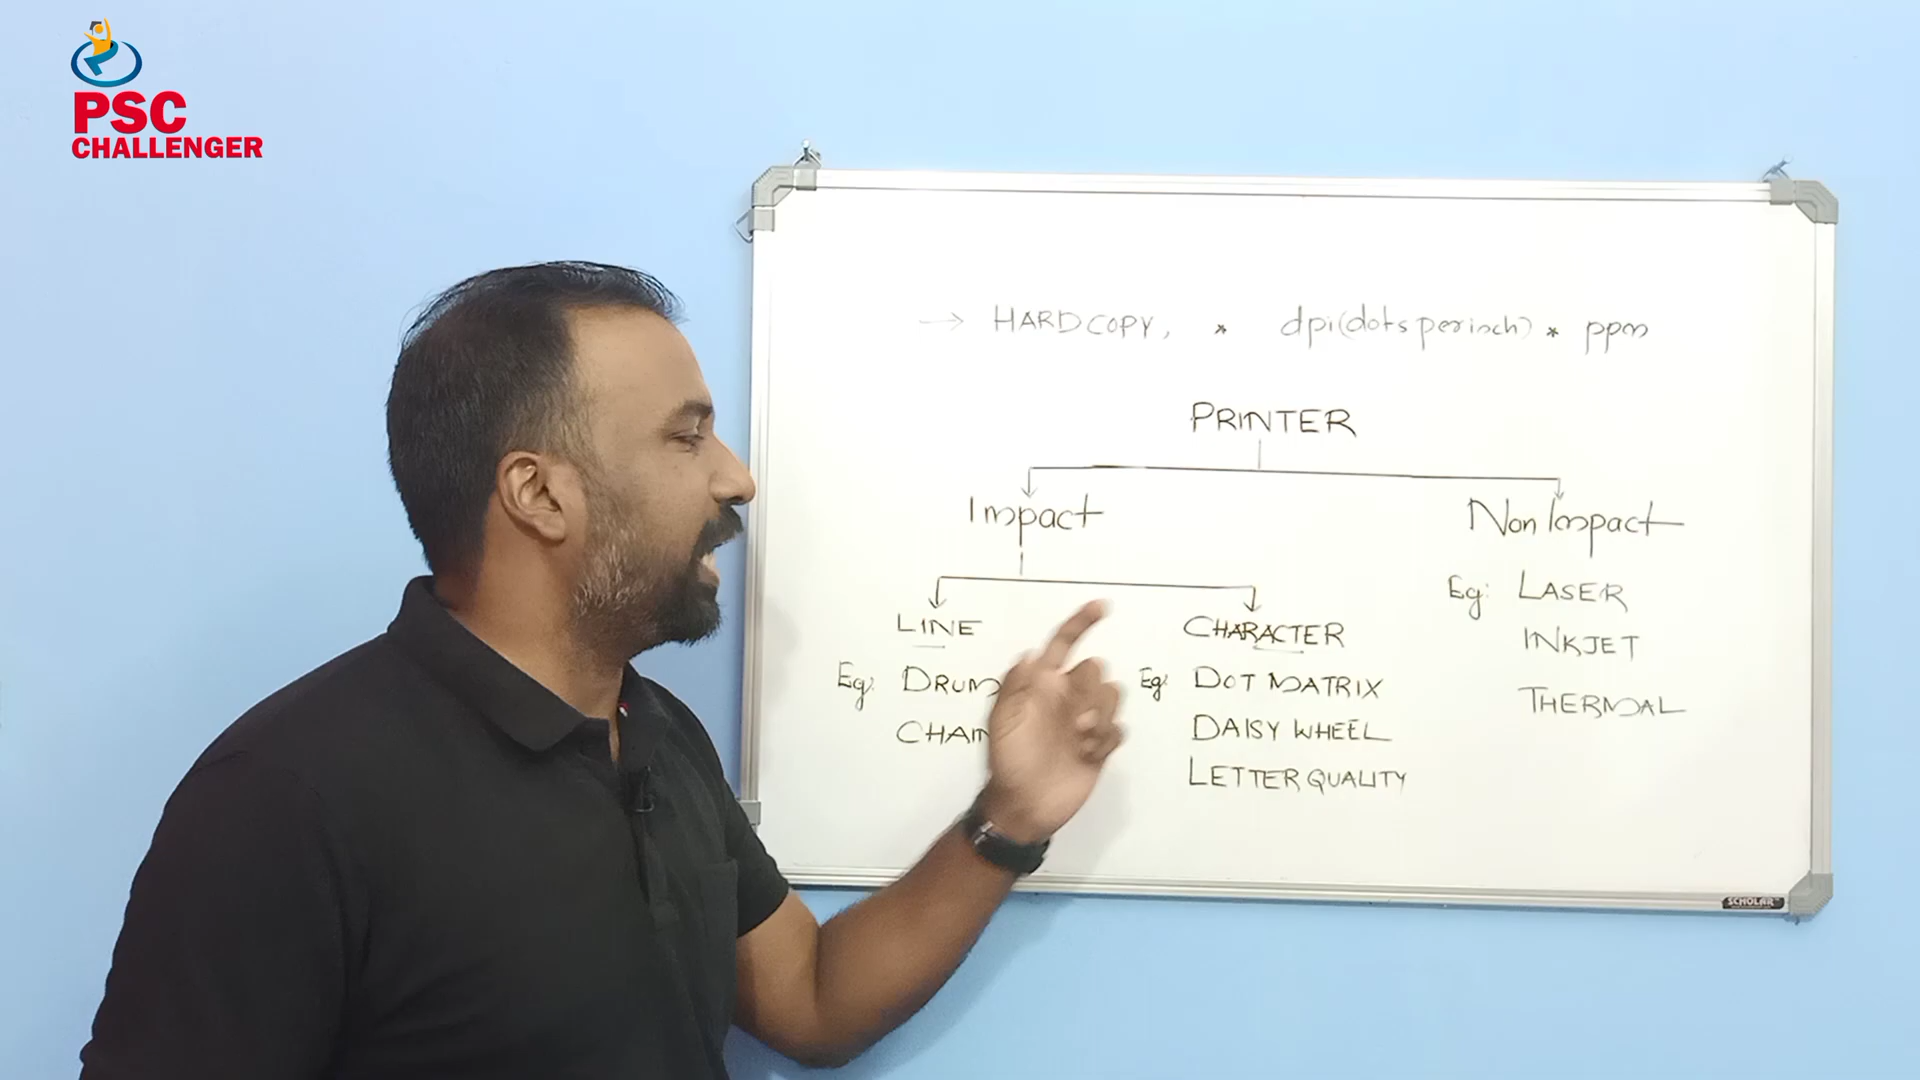 PSC
CHALLENGER
→ HARDCOPY, * dpi(dots per inch) * ppm
PRINTER
Impact
Non Impact
LINE
Eg: DRUM
CHAIN
CHARACTER
Eg: DOT MATRIX
DAISY WHEEL
LETTER QUALITY
Eg: LASER
INKJET
THERMAL
SCHOLAR